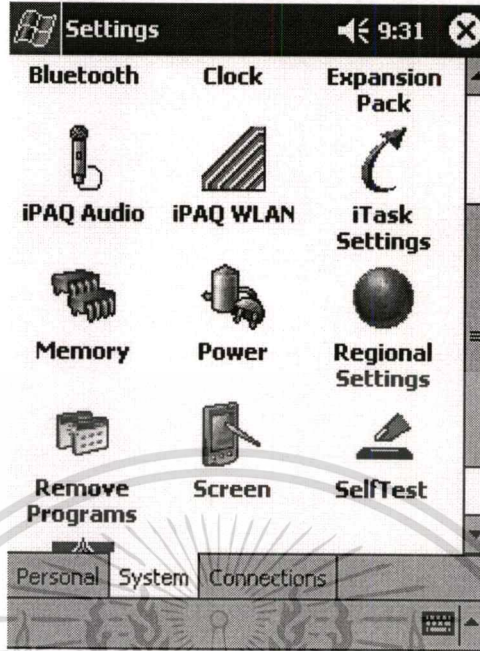 Settings 9:31
Bluetooth Clock Expansion
Pack
iPAQ Audio iPAQ WLAN iTask
Settings
Memory Power Regional
Settings
Remove Screen SelfTest
Programs
Personal System Connections